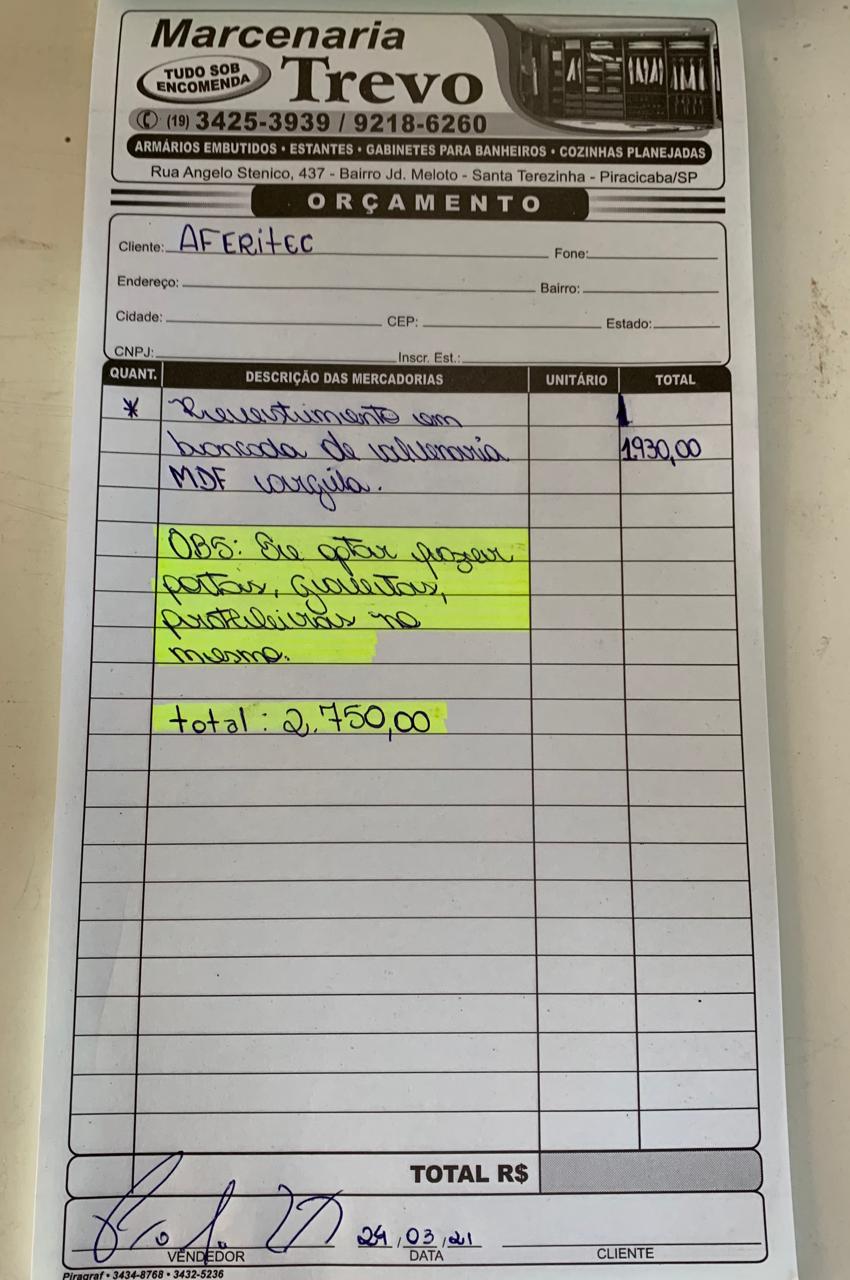 Marcenaria
TUDO SOB
ENCOMENDA
Trevo
(19) 3425-3939 / 9218-6260
ARMÁRIOS EMBUTIDOS • ESTANTES • GABINETES PARA BANHEIROS • COZINHAS PLANEJADAS
Rua Angelo Stenico, 437 - Bairro Jd. Meloto - Santa Terezinha - Piracicaba/SP
ORÇAMENTO
Cliente: AFERitEC Fone:
Endereço: Bairro:
Cidade: CEP: Estado:
CNPJ: Inscr. Est.:
QUANT. DESCRIÇÃO DAS MERCADORIAS UNITÁRIO TOTAL
* Revestimento em
bancada de alvenaria 1930,00
MDF argila.
OBS: Se optar fazer
portas, gavetas,
prateleiras no
mesmo.
total: 2.750,00
TOTAL R$
24/03/21
VENDEDOR DATA CLIENTE
Piragraf • 3434-8768 • 3432-5236